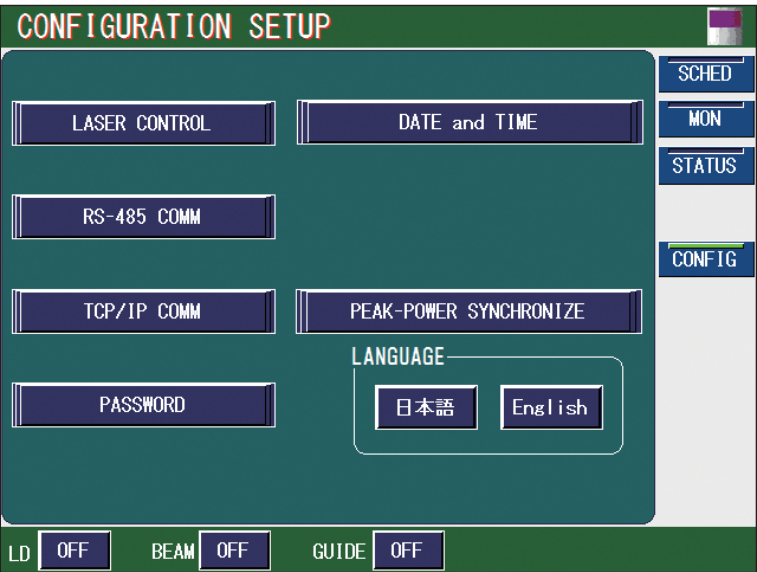 CONFIGURATION SETUP
SCHED
LASER CONTROL
DATE and TIME
MON
STATUS
RS-485 COMM
CONFIG
TCP/IP COMM
PEAK-POWER SYNCHRONIZE
LANGUAGE
PASSWORD
日本語
English
LD OFF
BEAM OFF
GUIDE OFF